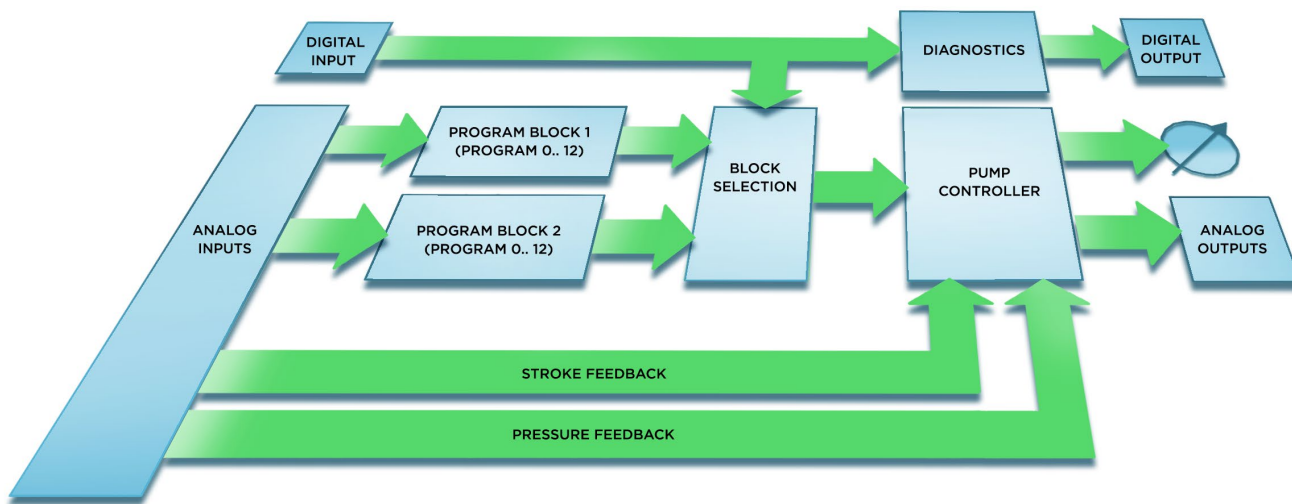 DIGITAL
INPUT
DIAGNOSTICS
DIGITAL
OUTPUT
PROGRAM BLOCK 1
(PROGRAM 0.. 12)
BLOCK
SELECTION
PUMP
CONTROLLER
ANALOG
INPUTS
PROGRAM BLOCK 2
(PROGRAM 0.. 12)
ANALOG
OUTPUTS
STROKE FEEDBACK
PRESSURE FEEDBACK